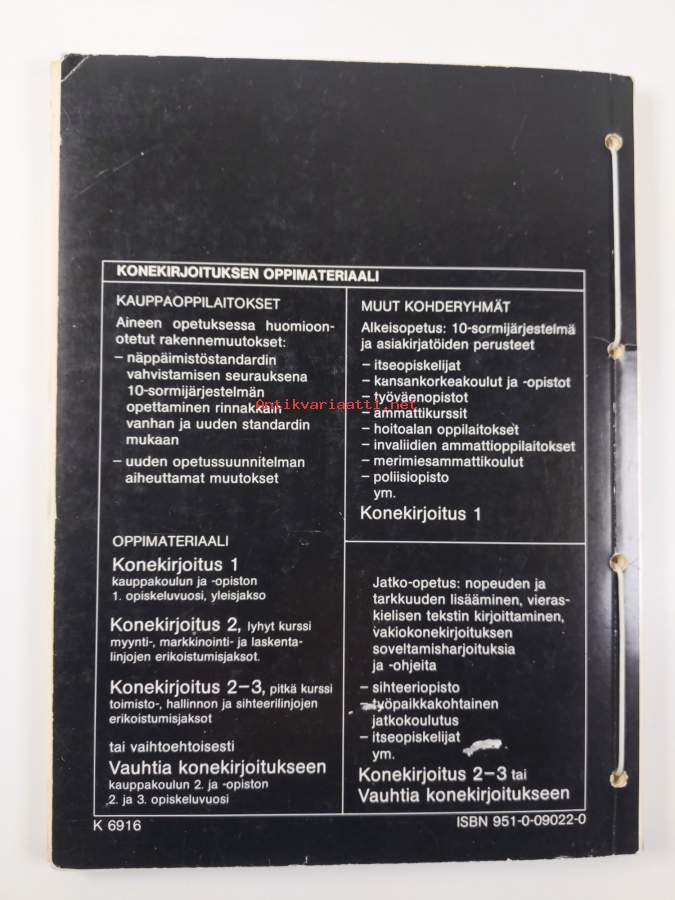 KONEKIRJOITUKSEN OPPIMATERIAALI
KAUPPAOPPILAITOKSET
Aineen opetuksessa huomioon-
otetut rakennemuutokset:
– näppäimistöstandardin
vahvistamisen seurauksena
10-sormijärjestelmän
opettaminen rinnakkain
vanhan ja uuden standardin
mukaan
– uuden opetussuunnitelman
aiheuttamat muutokset
OPPIMATERIAALI
Konekirjoitus 1
kauppakoulun ja -opiston
1. opiskeluvuosi, yleisjakso
Konekirjoitus 2, lyhyt kurssi
myynti-, markkinointi- ja laskenta-
linjojen erikoistumisjaksot.
Konekirjoitus 2–3, pitkä kurssi
toimisto-, hallinnon ja sihteerilinjojen
erikoistumisjaksot
tai vaihtoehtoisesti
Vauhtia konekirjoitukseen
kauppakoulun 2. ja -opiston
2. ja 3. opiskeluvuosi
MUUT KOHDERYHMÄT
Alkeisopetus: 10-sormijärjestelmä
ja asiakirjatöiden perusteet
– itseopiskelijat
– kansankorkeakoulut ja -opistot
– työväenopistot
– ammattikurssit
– hoitoalan oppilaitokset
– invaliidien ammattioppilaitokset
– merimiesammattikoulut
– poliisiopisto
ym.
Konekirjoitus 1
Jatko-opetus: nopeuden ja
tarkkuuden lisääminen, vieras-
kielisen tekstin kirjoittaminen,
vakiokonekirjoituksen
soveltamisharjoituksia
ja -ohjeita
– sihteeriopisto
– työpaikkakohtainen
jatkokoulutus
– itseopiskelijat
ym.
Konekirjoitus 2–3 tai
Vauhtia konekirjoitukseen
K 6916
ISBN 951-0-09022-0
Antikvariaatti.net